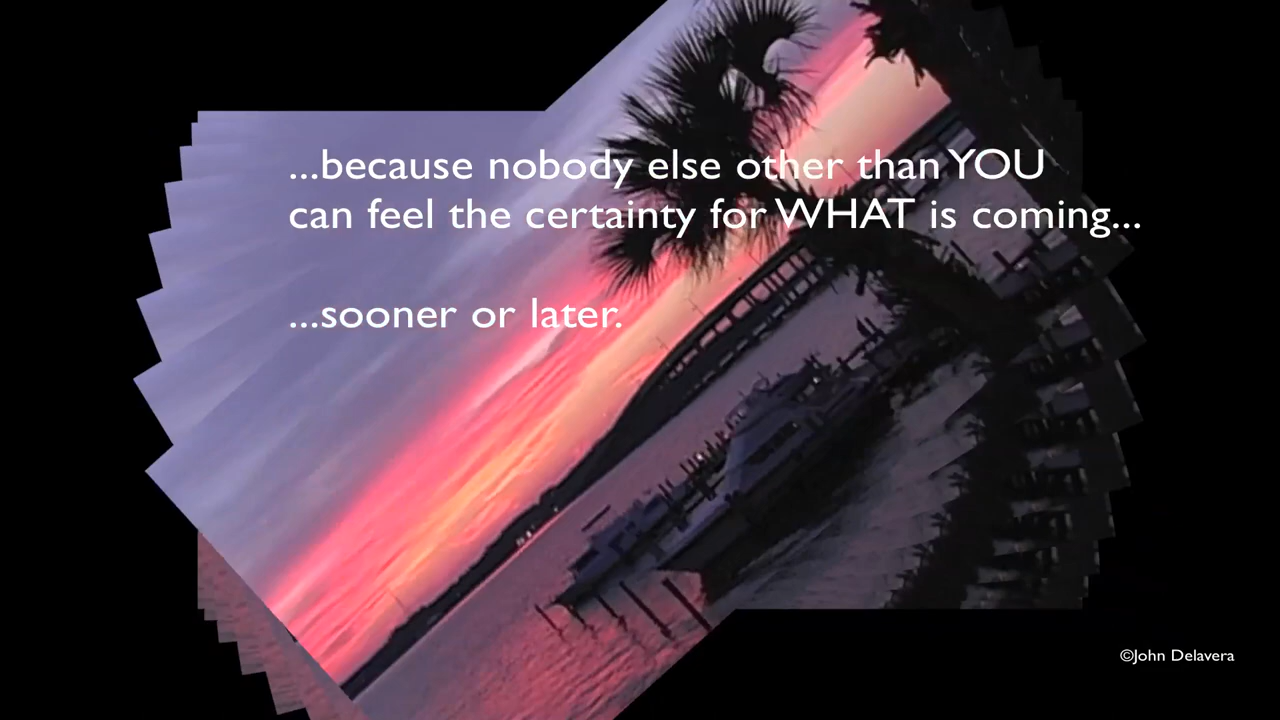 ...because nobody else other than YOU
can feel the certainty for WHAT is coming...
...sooner or later.
©John Delavera